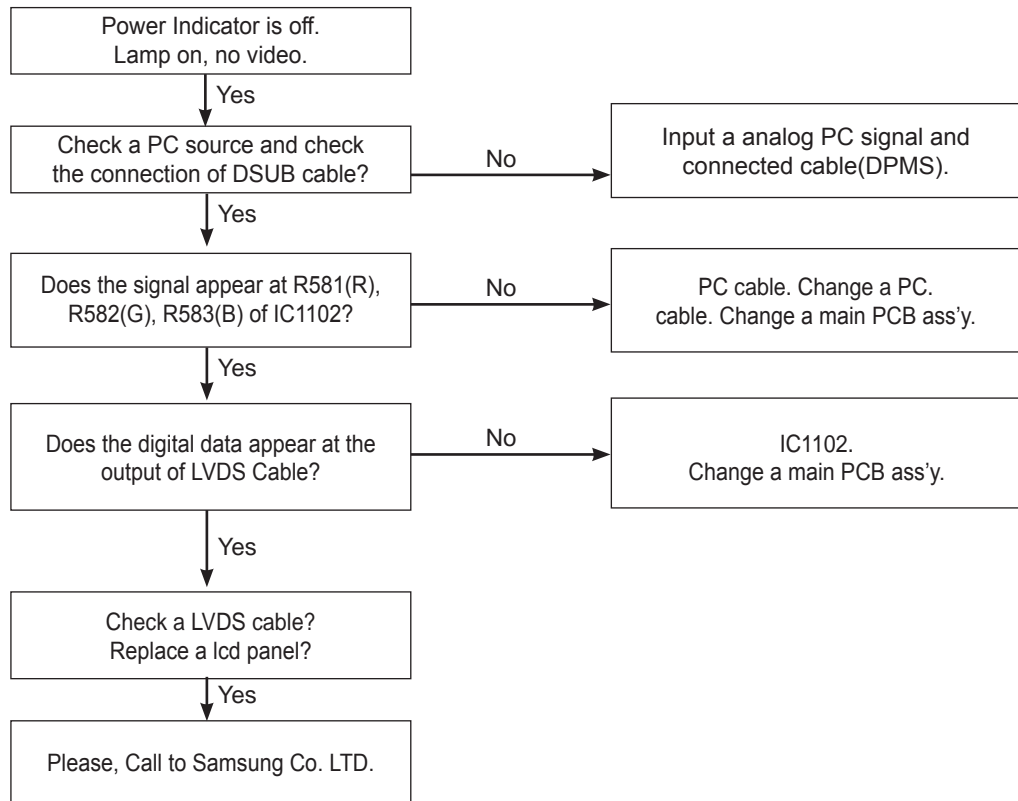 Power Indicator is off.
Lamp on, no video.
Yes
Check a PC source and check
the connection of DSUB cable?
No
Input a analog PC signal and
connected cable(DPMS).
Yes
Does the signal appear at R581(R),
R582(G), R583(B) of IC1102?
No
PC cable. Change a PC.
cable. Change a main PCB ass'y.
Yes
Does the digital data appear at the
output of LVDS Cable?
No
IC1102.
Change a main PCB ass'y.
Yes
Check a LVDS cable?
Replace a lcd panel?
Yes
Please, Call to Samsung Co. LTD.